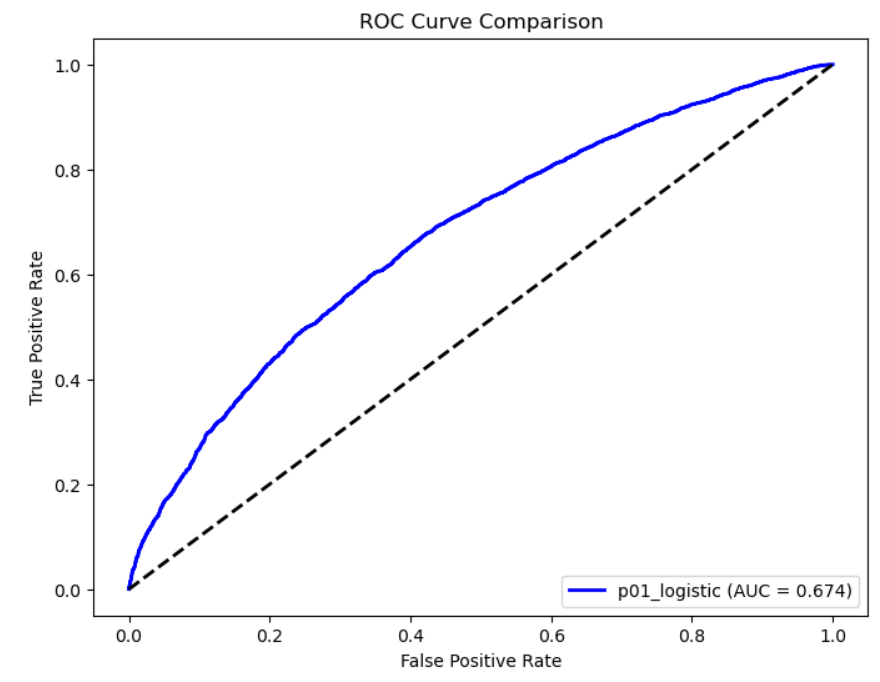 ROC Curve Comparison
True Positive Rate
1.0
0.8
0.6
0.4
0.2
0.0
p01_logistic (AUC = 0.674)
0.0 0.2 0.4 0.6 0.8 1.0
False Positive Rate